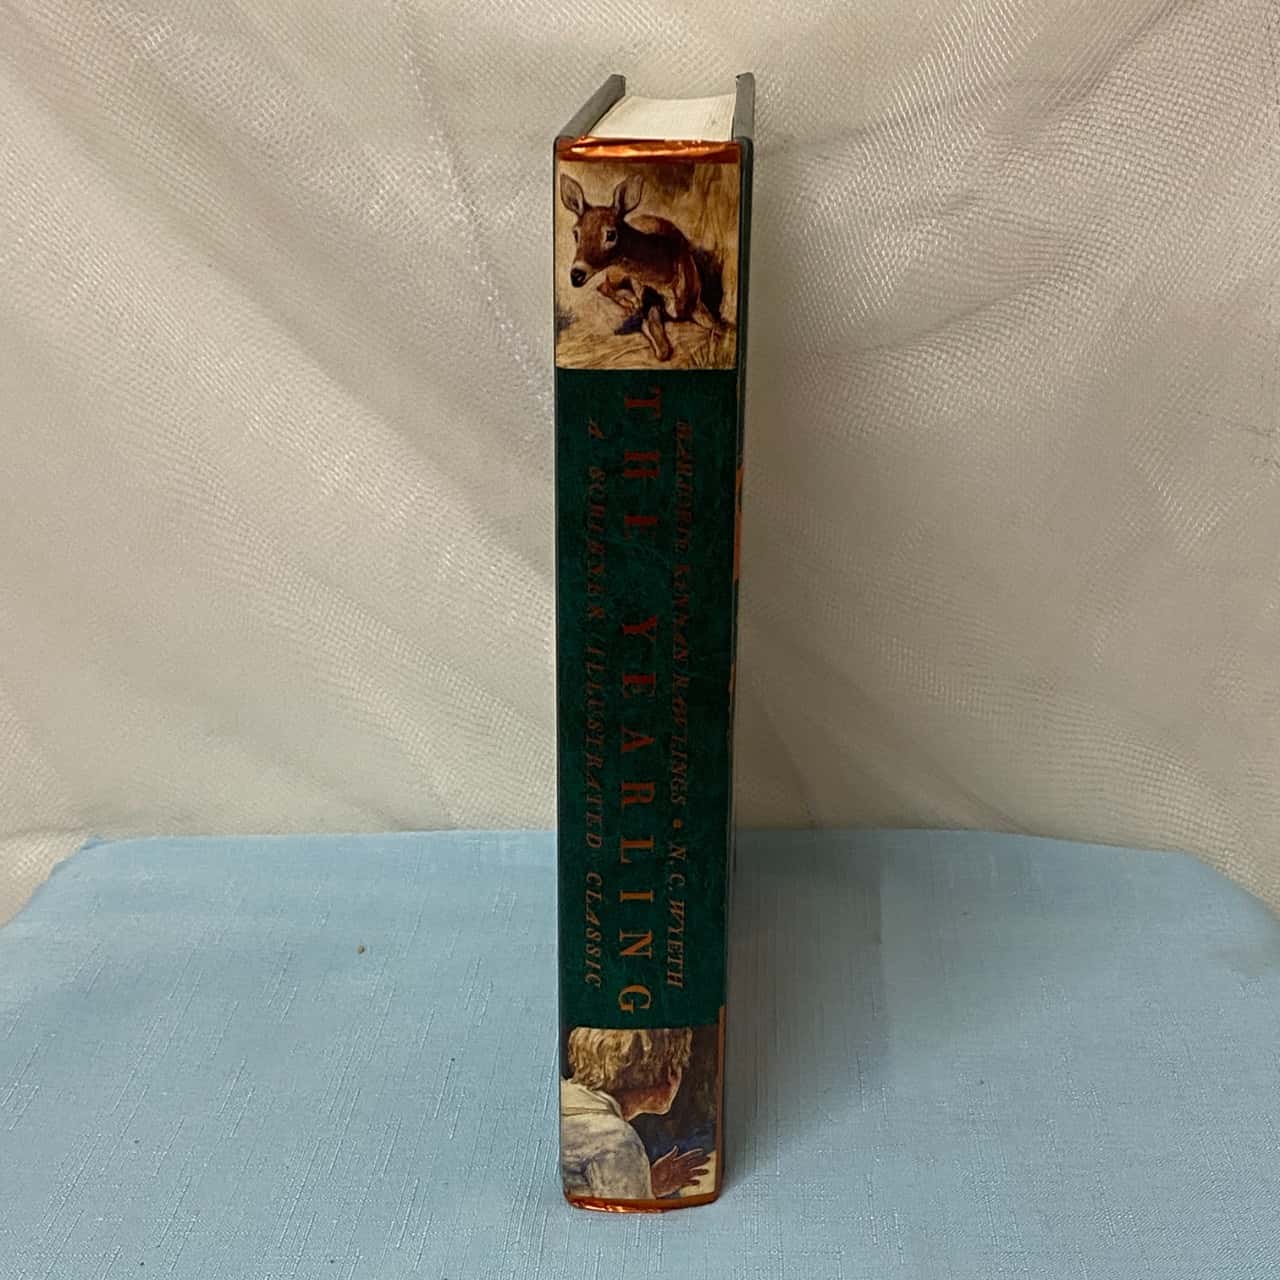 MARJORIE KINNAN RAWLINGS • N. C. WYETH
THE YEARLING
A SCRIBNER ILLUSTRATED CLASSIC